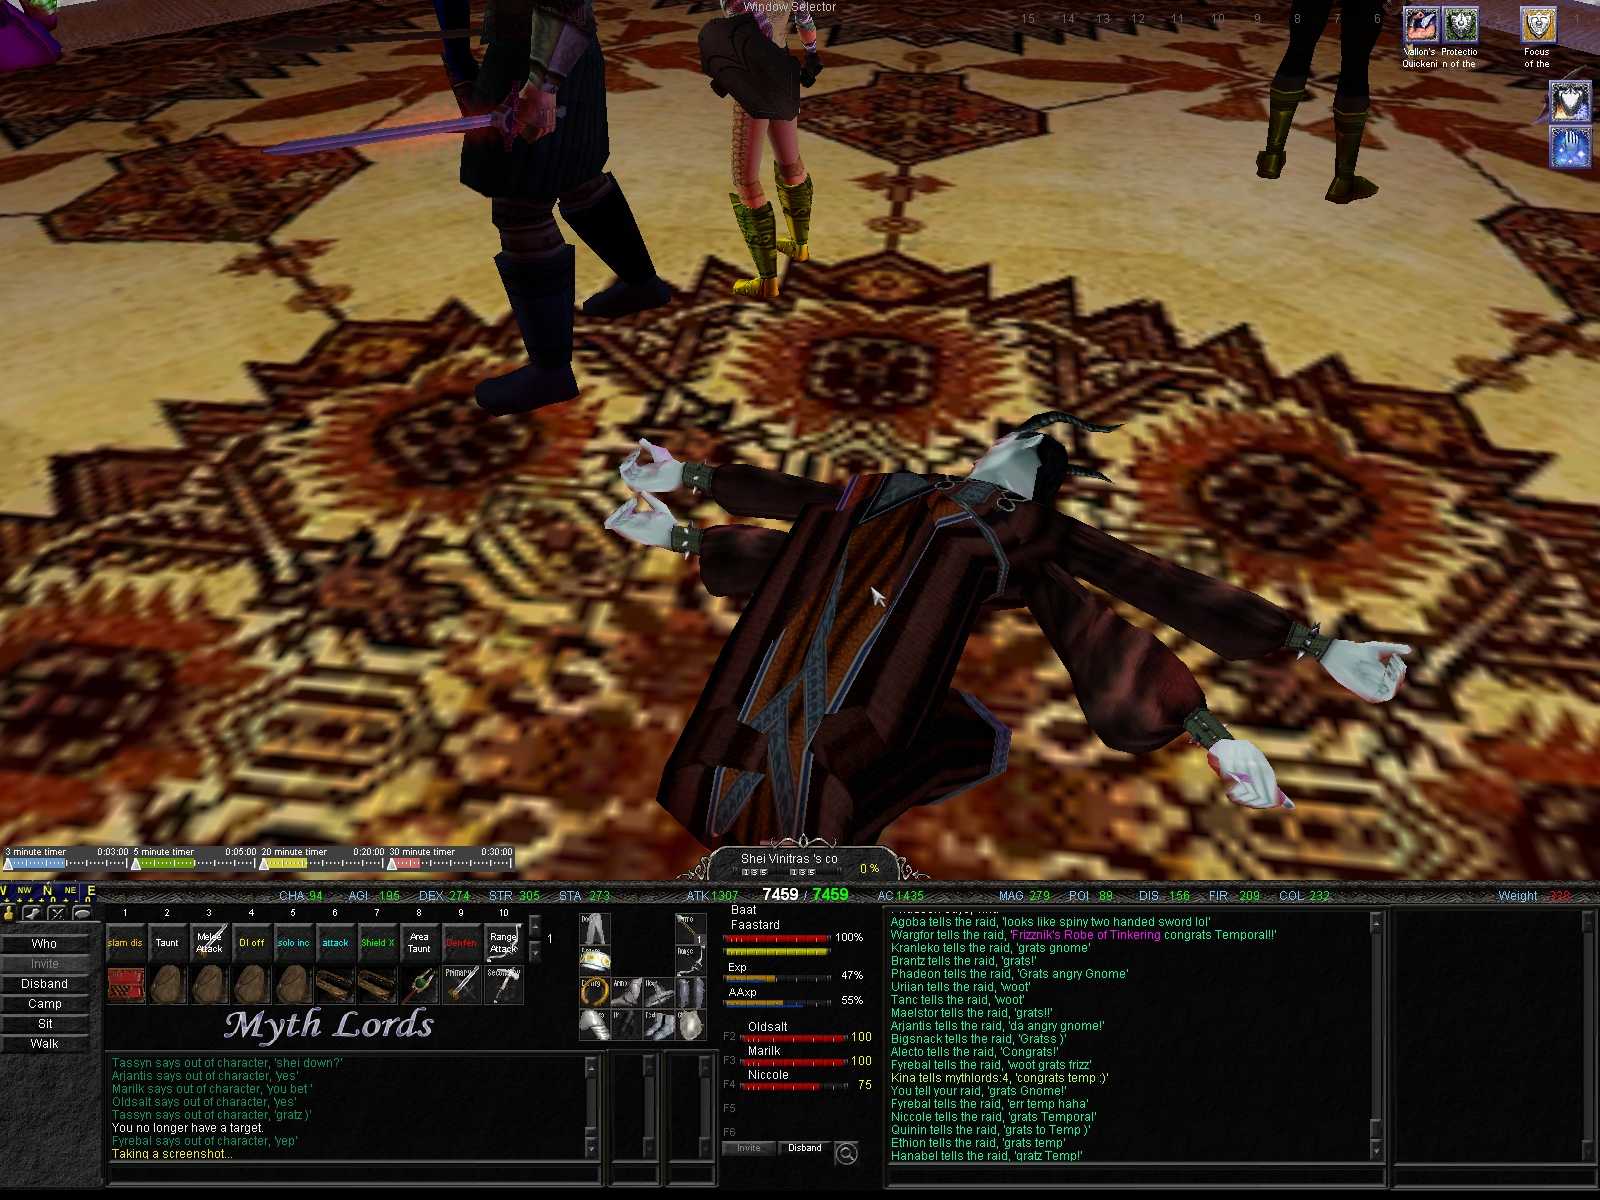 Window Selector
15 14 13 12 11 10 9 8 7 6 1
Vallon's Quickeni
Protectio n of the
Focus of the
3 minute timer 0:03:00
5 minute timer 0:05:00
20 minute timer 0:20:00
30 minute timer 0:30:00
Shei Vinitras 's co
0 %
W NW N NE E
CHA 94 AGI 195 DEX 274 STR 305 STA 273 ATK 1307 7459 / 7459 AC 1435 MAG 279 POI 89 DIS 156 FIR 209 COL 232 Weight
Who
Invite
Disband
Camp
Sit
Walk
1 2 3 4 5 6 7 8 9 10
slam dis
Taunt
Melee Attack
DI off
solo inc
attack
Shield X
Area Taunt
Defen
Range Attack
1
Primary
Myth Lords
Tassyn says out of character, 'shei down?'
Arjantis says out of character, 'yes'
Marilk says out of character, 'you bet'
Oldsalt says out of character, 'yes'
Tassyn says out of character, 'gratz )'
You no longer have a target.
Fyrebal says out of character, 'yep'
Taking a screenshot...
Baat
Faastard
100%
Exp
47%
AAxp
55%
Oldsalt
F2 100
Marilk
F3 100
Niccole
F4 75
F5
F6
Invite
Disband
Agoba tells the raid, 'looks like spiny two handed sword lol'
Wargfor tells the raid, 'Frizznik's Robe of Tinkering congrats Temporal!!'
Kranleko tells the raid, 'grats gnome'
Brantz tells the raid, 'grats!'
Phadeon tells the raid, 'Grats angry Gnome'
Uriian tells the raid, 'woot'
Tanc tells the raid, 'woot'
Maelstor tells the raid, 'grats!!'
Arjantis tells the raid, 'da angry gnome!'
Bigsnack tells the raid, 'Gratss )'
Alecto tells the raid, 'Congrats!'
Fyrebal tells the raid, 'woot grats frizz'
Kina tells mythlords:4, 'congrats temp :)'
You tell your raid, 'grats Gnome!'
Fyrebal tells the raid, 'err temp haha'
Niccole tells the raid, 'grats Temporal'
Quinin tells the raid, 'grats to Temp )'
Ethion tells the raid, 'grats temp'
Hanabel tells the raid, 'gratz Temp!'